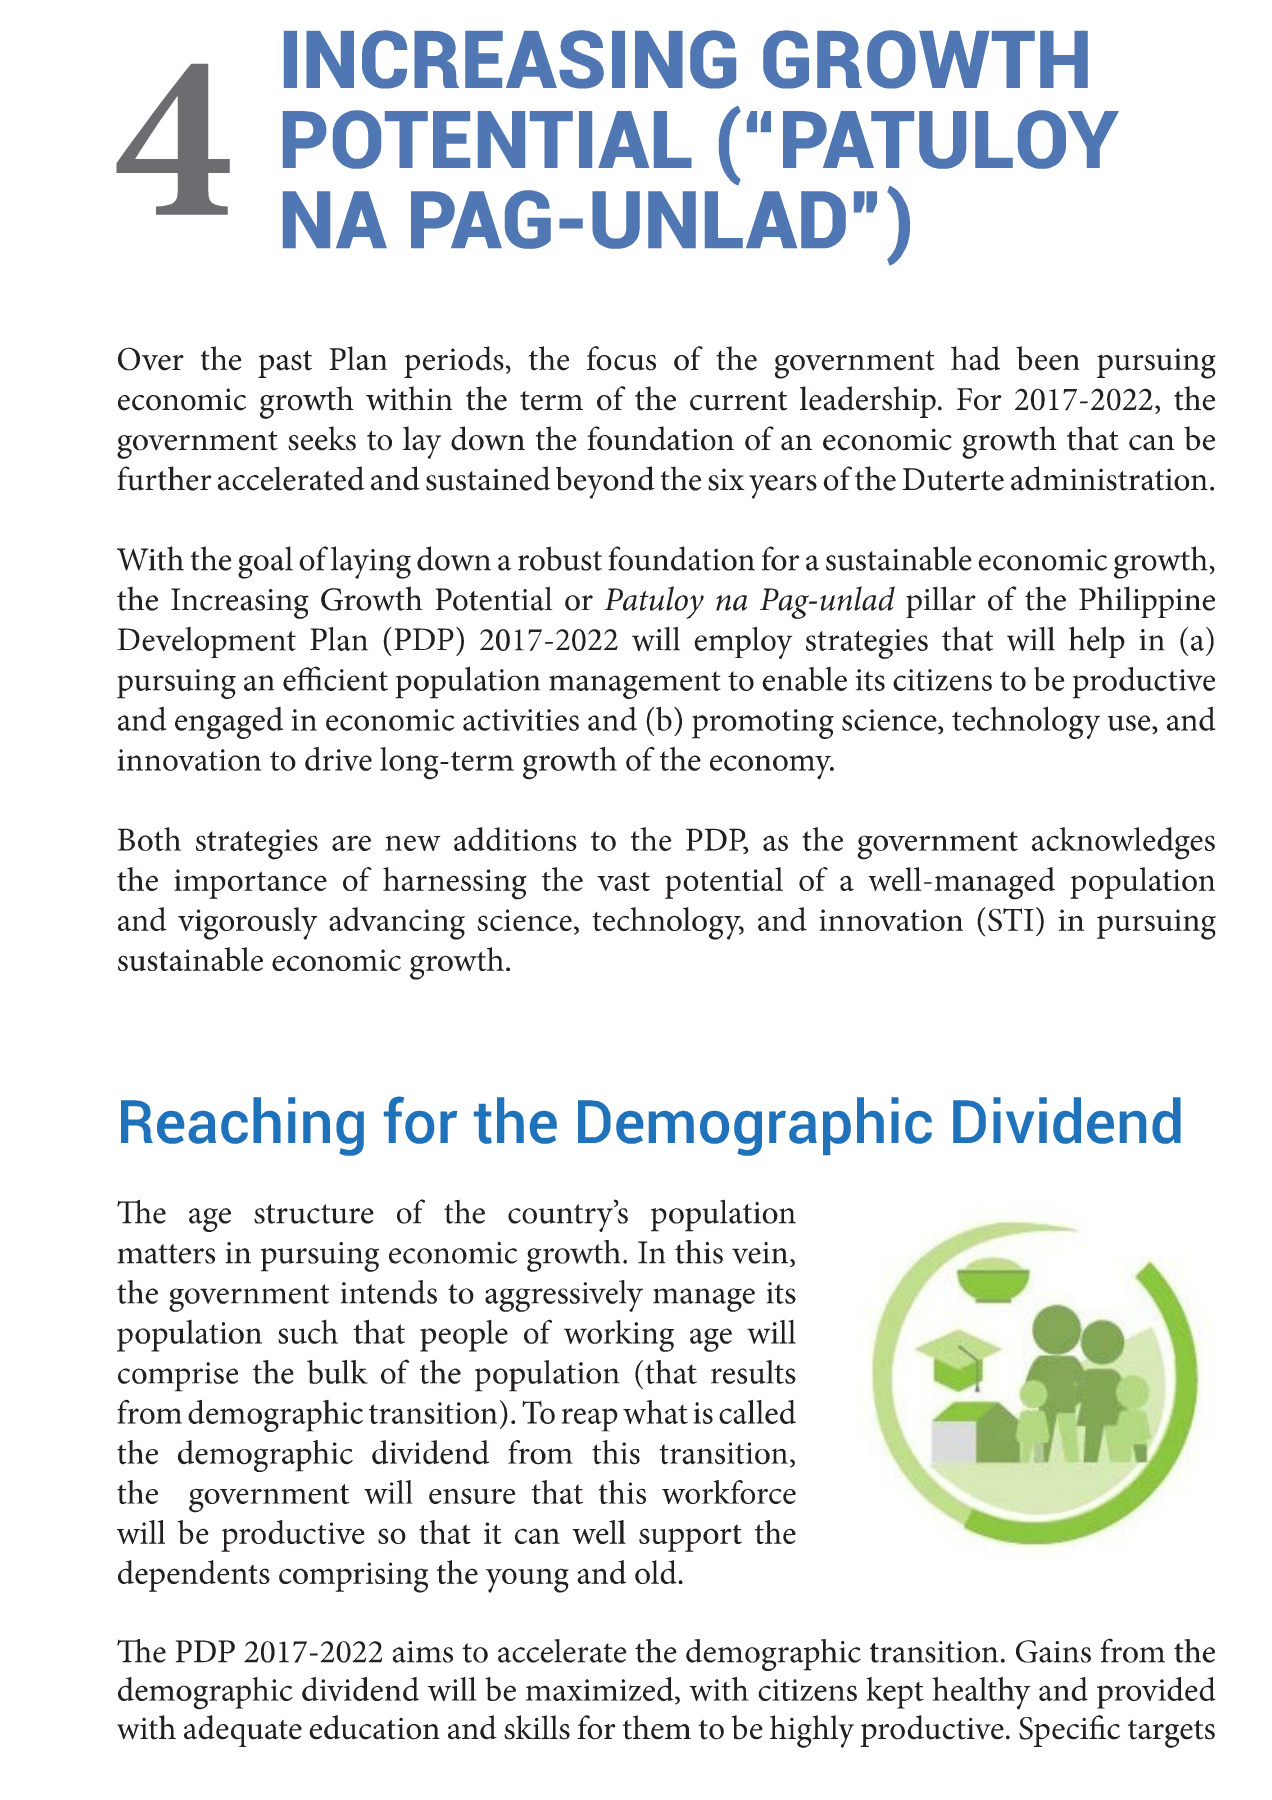 4
INCREASING GROWTH
POTENTIAL (“PATULOY
NA PAG-UNLAD")
Over the past Plan periods, the focus of the government had been pursuing
economic growth within the term of the current leadership. For 2017-2022, the
government seeks to lay down the foundation of an economic growth that can be
further accelerated and sustained beyond the six years of the Duterte administration.
With the goal of laying down a robust foundation for a sustainable economic growth,
the Increasing Growth Potential or Patuloy na Pag-unlad pillar of the Philippine
Development Plan (PDP) 2017-2022 will employ strategies that will help in (a)
pursuing an efficient population management to enable its citizens to be productive
and engaged in economic activities and (b) promoting science, technology use, and
innovation to drive long-term growth of the economy.
Both strategies are new additions to the PDP, as the government acknowledges
the importance of harnessing the vast potential of a well-managed population
and vigorously advancing science, technology, and innovation (STI) in pursuing
sustainable economic growth.
Reaching for the Demographic Dividend
The age structure of the country’s population
matters in pursuing economic growth. In this vein,
the government intends to aggressively manage its
population such that people of working age will
comprise the bulk of the population (that results
from demographic transition). To reap what is called
the demographic dividend from this transition,
the government will ensure that this workforce
will be productive so that it can well support the
dependents comprising the young and old.
The PDP 2017-2022 aims to accelerate the demographic transition. Gains from the
demographic dividend will be maximized, with citizens kept healthy and provided
with adequate education and skills for them to be highly productive. Specific targets